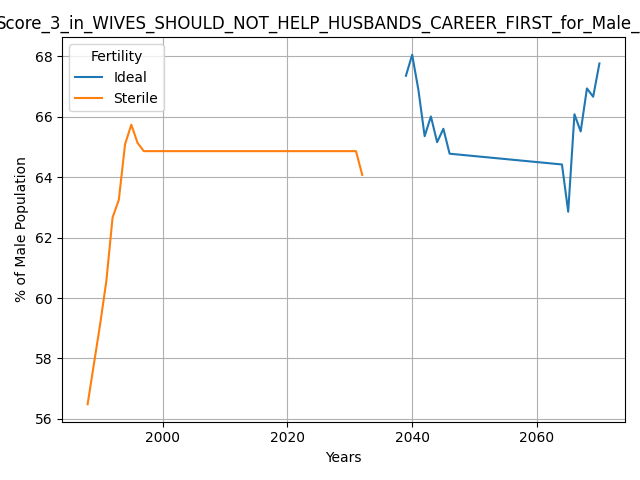 Score_3_in_WIVES_SHOULD_NOT_HELP_HUSBANDS_CAREER_FIRST_for_Male_
Fertility
Ideal
Sterile
% of Male Population
68
66
64
62
60
58
56
2000
2020
2040
2060
Years